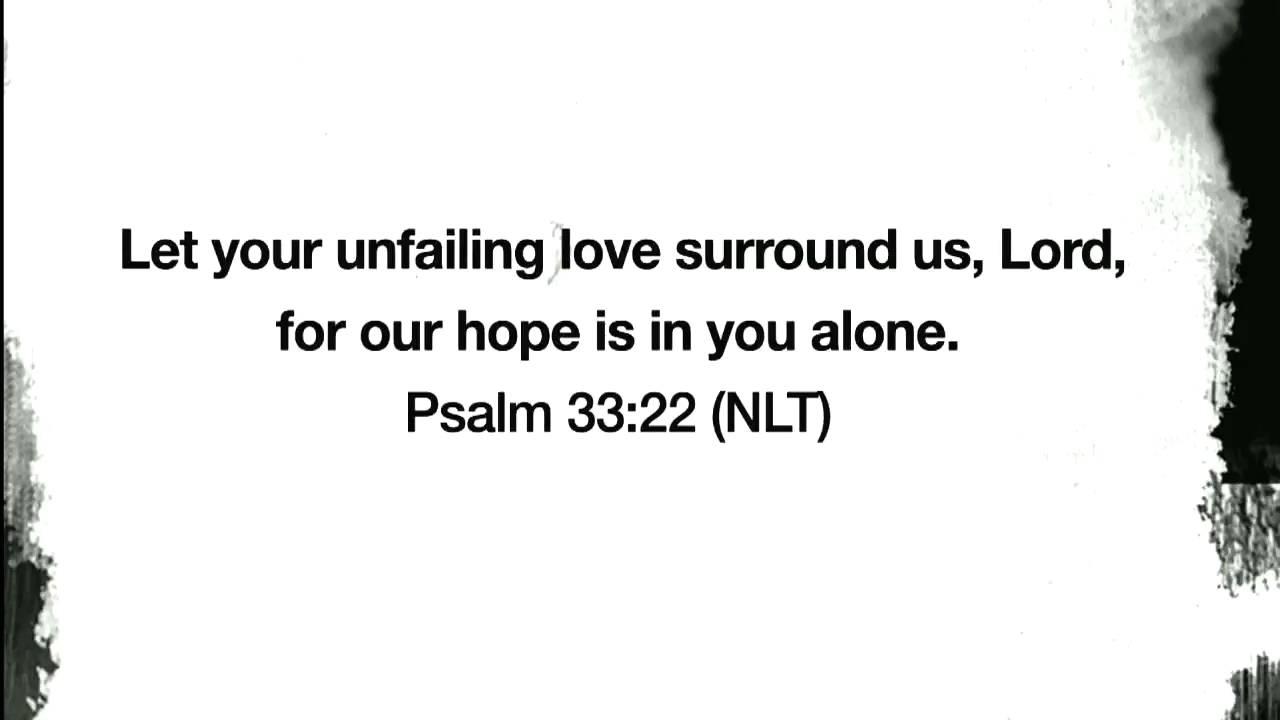 Let your unfailing love surround us, Lord,
for our hope is in you alone.
Psalm 33:22 (NLT)